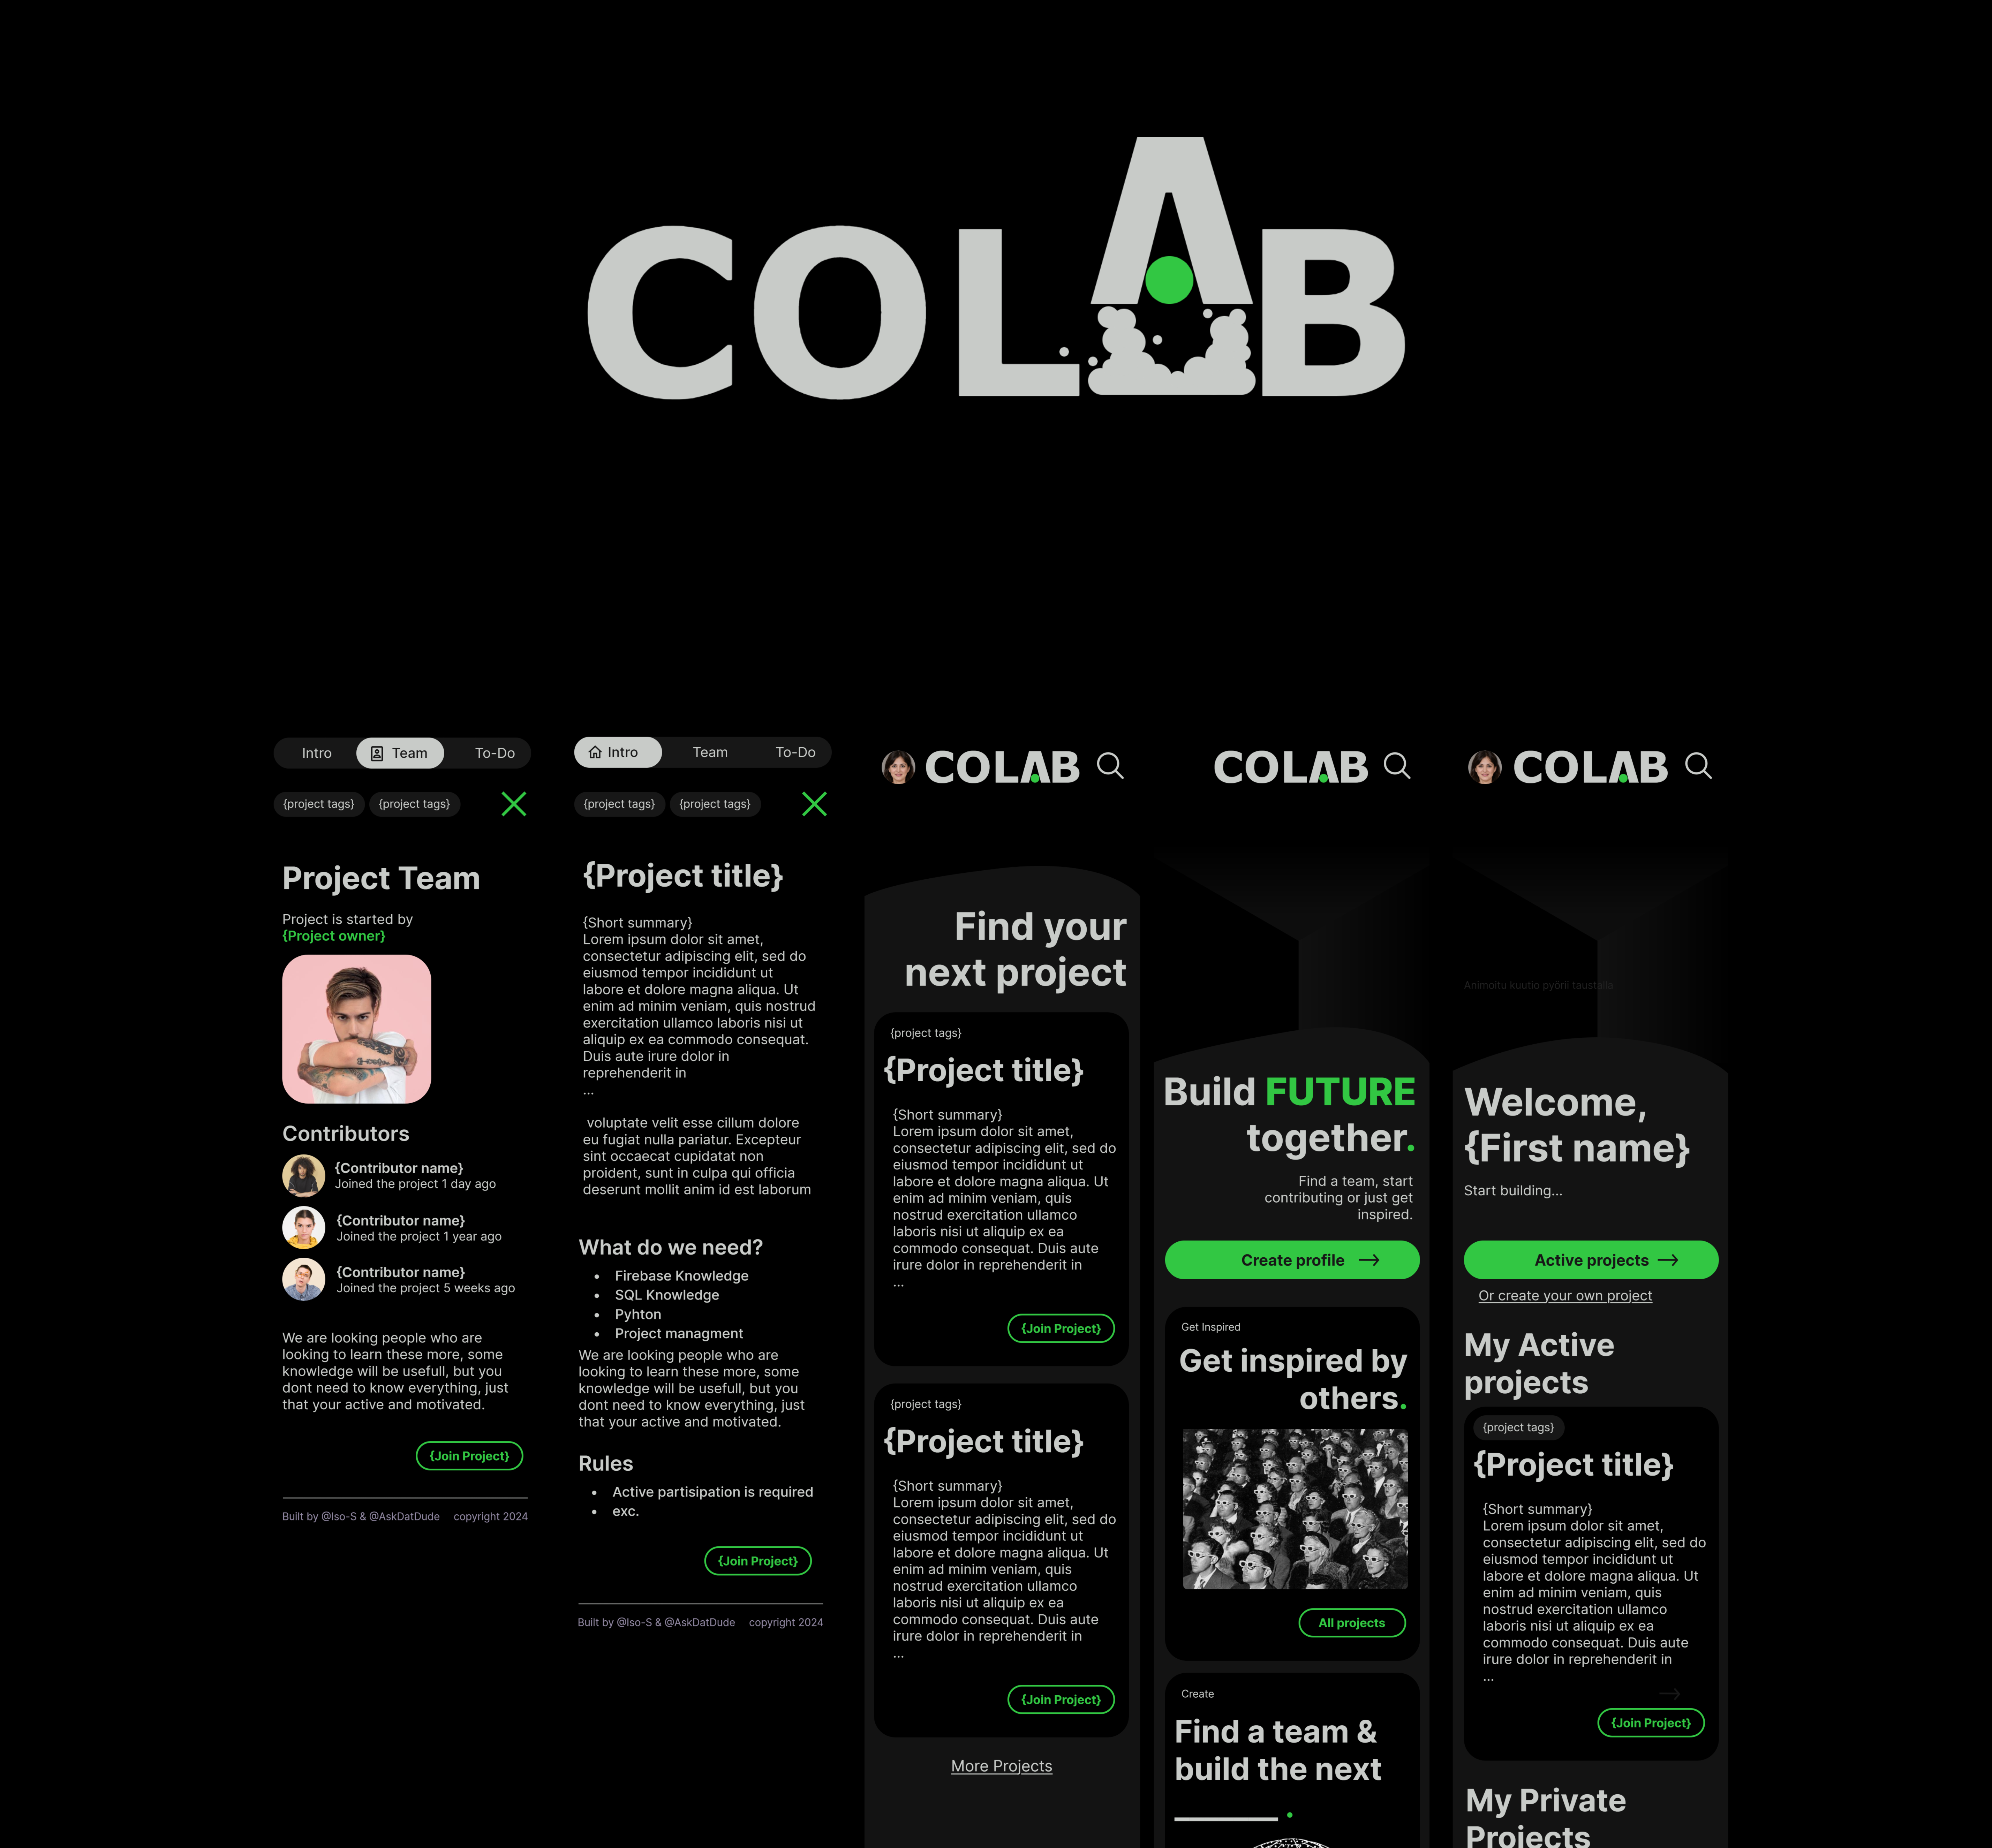 COLAB
Intro
Team
To-Do
{project tags}
{project tags}
Project Team
Project is started by
{Project owner}
Contributors
{Contributor name}
Joined the project 1 day ago
{Contributor name}
Joined the project 1 year ago
{Contributor name}
Joined the project 5 weeks ago
We are looking people who are
looking to learn these more, some
knowledge will be usefull, but you
dont need to know everything, just
that your active and motivated.
{Join Project}
Built by @Iso-S & @AskDatDude copyright 2024
Intro
Team
To-Do
{project tags}
{project tags}
{Project title}
{Short summary}
Lorem ipsum dolor sit amet,
consectetur adipiscing elit, sed do
eiusmod tempor incididunt ut
labore et dolore magna aliqua. Ut
enim ad minim veniam, quis nostrud
exercitation ullamco laboris nisi ut
aliquip ex ea commodo consequat.
Duis aute irure dolor in
reprehenderit in
...
voluptate velit esse cillum dolore
eu fugiat nulla pariatur. Excepteur
sint occaecat cupidatat non
proident, sunt in culpa qui officia
deserunt mollit anim id est laborum
What do we need?
• Firebase Knowledge
• SQL Knowledge
• Pyhton
• Project managment
We are looking people who are
looking to learn these more, some
knowledge will be usefull, but you
dont need to know everything, just
that your active and motivated.
Rules
• Active partisipation is required
• exc.
{Join Project}
Built by @Iso-S & @AskDatDude copyright 2024
COLAB
Find your
next project
{project tags}
{Project title}
{Short summary}
Lorem ipsum dolor sit amet,
consectetur adipiscing elit, sed do
eiusmod tempor incididunt ut
labore et dolore magna aliqua. Ut
enim ad minim veniam, quis
nostrud exercitation ullamco
laboris nisi ut aliquip ex ea
commodo consequat. Duis aute
irure dolor in reprehenderit in
...
{Join Project}
{project tags}
{Project title}
{Short summary}
Lorem ipsum dolor sit amet,
consectetur adipiscing elit, sed do
eiusmod tempor incididunt ut
labore et dolore magna aliqua. Ut
enim ad minim veniam, quis
nostrud exercitation ullamco
laboris nisi ut aliquip ex ea
commodo consequat. Duis aute
irure dolor in reprehenderit in
...
{Join Project}
More Projects
COLAB
Build FUTURE
together.
Find a team, start
contributing or just get
inspired.
Create profile
Get Inspired
Get inspired by
others.
All projects
Create
Find a team &
build the next
COLAB
Animoitu kuutio pyörii taustalla
Welcome,
{First name}
Start building...
Active projects
Or create your own project
My Active
projects
{project tags}
{Project title}
{Short summary}
Lorem ipsum dolor sit amet,
consectetur adipiscing elit, sed do
eiusmod tempor incididunt ut
labore et dolore magna aliqua. Ut
enim ad minim veniam, quis
nostrud exercitation ullamco
laboris nisi ut aliquip ex ea
commodo consequat. Duis aute
irure dolor in reprehenderit in
...
{Join Project}
My Private
Projects